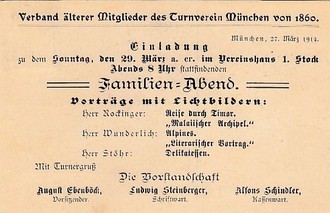 Verband älterer Mitglieder des Turnverein München von 1860.
München, 27. März 1914.
Einladung
zu dem Sonntag, den 29. März a. cr. im Vereinshaus 1. Stock
Abends 8 Uhr stattfindenden
Familien-Abend.
Vorträge mit Lichtbildern:
Herr Rockinger: Reise durch Timor.
„Malaiischer Archipel."
Herr Wunderlich: Alpines.
„Literarischer Vortrag."
Herr Stöhr: Delikatessen.
Mit Turnergruß
Die Vorstandschaft
August Ebenböck, Ludwig Steinberger, Alfons Schindler,
Vorsitzender. Schriftwart. Kassenwart.